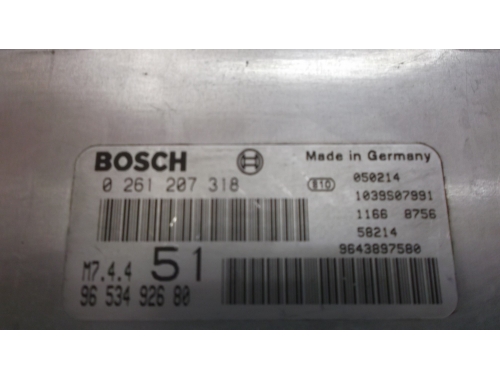 BOSCH
Made in Germany
0 261 207 318
B10
050214
1039S07991
1166 8756
58214
9643897580
M7.4.4 51
96 534 926 80